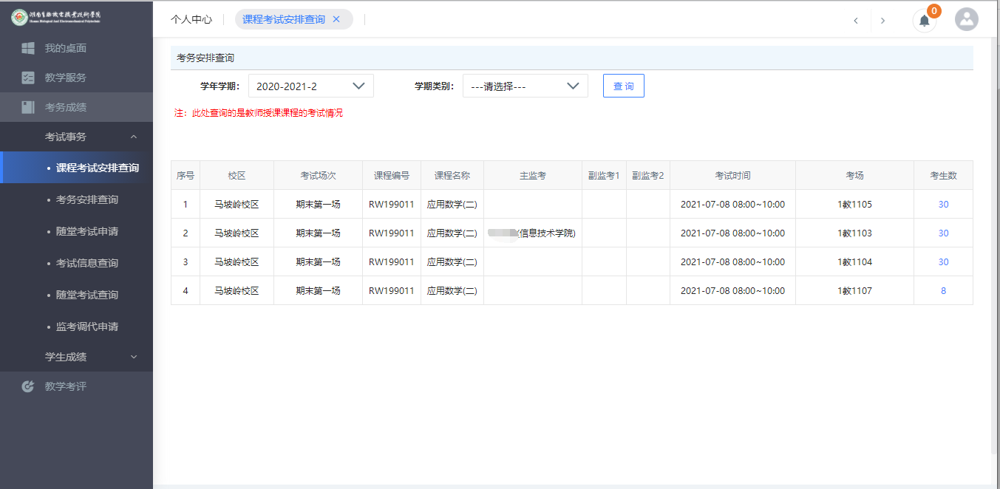 湖南生物机电职业技术学院
Hunan Biological And Electromechanical Polytechnic
个人中心
课程考试安排查询 ×
0
我的桌面
教学服务
考务成绩
考试事务
• 课程考试安排查询
• 考务安排查询
• 随堂考试申请
• 考试信息查询
• 随堂考试查询
• 监考调代申请
学生成绩
教学考评
考务安排查询
学年学期: 2020-2021-2 学期类别: ---请选择--- 查 询
注: 此处查询的是教师授课课程的考试情况
序号 校区 考试场次 课程编号 课程名称 主监考 副监考1 副监考2 考试时间 考场 考生数
1 马坡岭校区 期末第一场 RW199011 应用数学(二) 2021-07-08 08:00~10:00 1教1105 30
2 马坡岭校区 期末第一场 RW199011 应用数学(二) (信息技术学院) 2021-07-08 08:00~10:00 1教1103 30
3 马坡岭校区 期末第一场 RW199011 应用数学(二) 2021-07-08 08:00~10:00 1教1104 30
4 马坡岭校区 期末第一场 RW199011 应用数学(二) 2021-07-08 08:00~10:00 1教1107 8